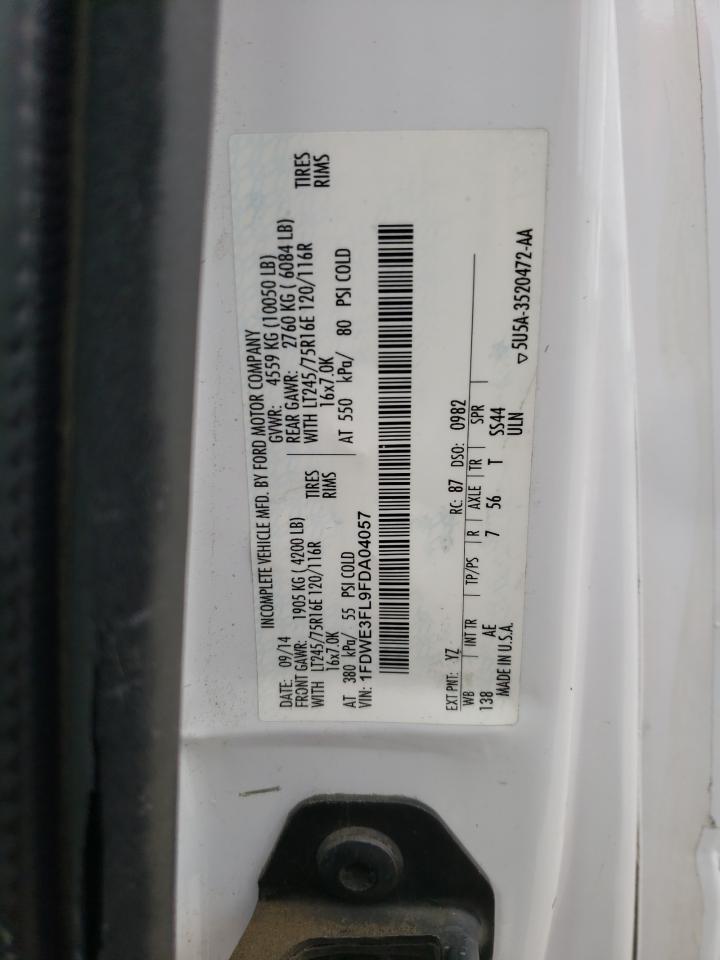 INCOMPLETE VEHICLE MFD. BY FORD MOTOR COMPANY
DATE: 09/14 GVWR: 4559 KG (10050 LB)
FRONT GAWR: 1905 KG ( 4200 LB) REAR GAWR: 2760 KG ( 6084 LB)
WITH LT245/75R16E 120/116R TIRES WITH LT245/75R16E 120/116R TIRES
16x7.0K RIMS 16x7.0K RIMS
AT 380 kPa/ 55 PSI COLD AT 550 kPa/ 80 PSI COLD
VIN: 1FDWE3FL9FDA04057
EXT PNT: YZ RC: 87 DSO: 0982
WB INT TR TP/PS R AXLE TR SPR
138 AE 7 56 T SS44
MADE IN U.S.A. ULN
▽ 5U5A-3520472-AA